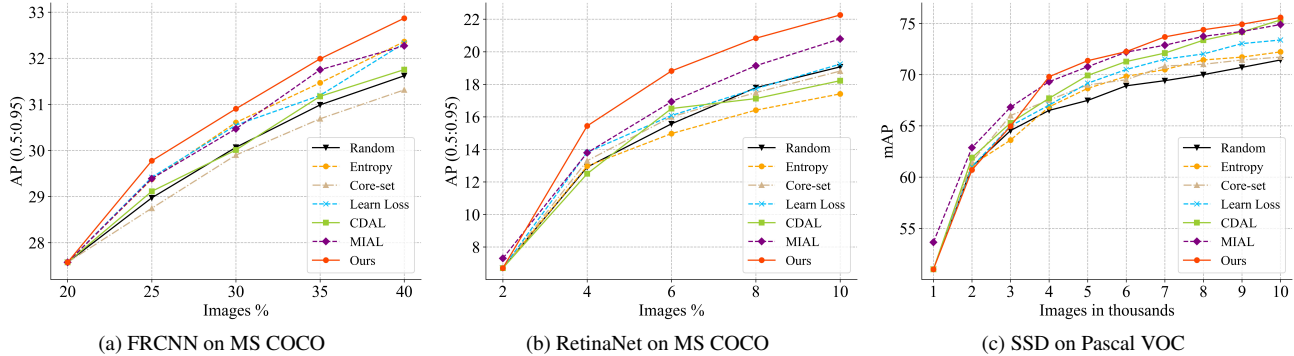 33
32
31
30
29
28
AP (0.5:0.95)
20
25
30
35
40
Images %
Random
Entropy
Core-set
Learn Loss
CDAL
MIAL
Ours
(a) FRCNN on MS COCO
22
20
18
16
14
12
10
8
AP (0.5:0.95)
2
4
6
8
10
Images %
Random
Entropy
Core-set
Learn Loss
CDAL
MIAL
Ours
(b) RetinaNet on MS COCO
75
70
65
60
55
mAP
1
2
3
4
5
6
7
8
9
10
Images in thousands
Random
Entropy
Core-set
Learn Loss
CDAL
MIAL
Ours
(c) SSD on Pascal VOC